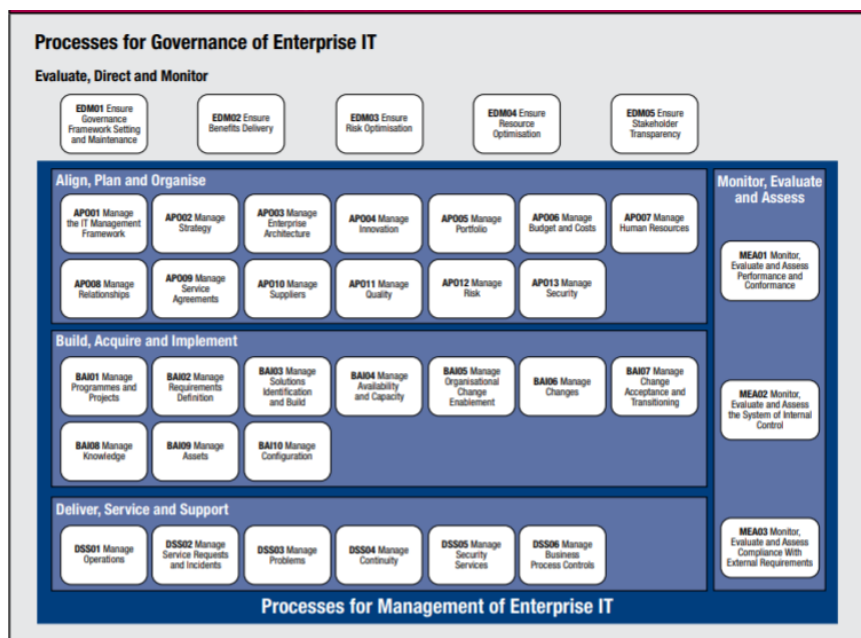 Processes for Governance of Enterprise IT
Evaluate, Direct and Monitor
EDM01 Ensure
Governance
Framework Setting
and Maintenance
EDM02 Ensure
Benefits Delivery
EDM03 Ensure
Risk Optimisation
EDM04 Ensure
Resource
Optimisation
EDM05 Ensure
Stakeholder
Transparency
Align, Plan and Organise
APO01 Manage
the IT Management
Framework
APO02 Manage
Strategy
APO03 Manage
Enterprise
Architecture
APO04 Manage
Innovation
APO05 Manage
Portfolio
APO06 Manage
Budget and Costs
APO07 Manage
Human Resources
APO08 Manage
Relationships
APO09 Manage
Service
Agreements
APO10 Manage
Suppliers
APO11 Manage
Quality
APO12 Manage
Risk
APO13 Manage
Security
Build, Acquire and Implement
BAI01 Manage
Programmes and
Projects
BAI02 Manage
Requirements
Definition
BAI03 Manage
Solutions
Identification
and Build
BAI04 Manage
Availability
and Capacity
BAI05 Manage
Organisational
Change
Enablement
BAI06 Manage
Changes
BAI07 Manage
Change
Acceptance and
Transitioning
BAI08 Manage
Knowledge
BAI09 Manage
Assets
BAI10 Manage
Configuration
Deliver, Service and Support
DSS01 Manage
Operations
DSS02 Manage
Service Requests
and Incidents
DSS03 Manage
Problems
DSS04 Manage
Continuity
DSS05 Manage
Security
Services
DSS06 Manage
Business
Process Controls
Monitor, Evaluate
and Assess
MEA01 Monitor,
Evaluate and Assess
Performance and
Conformance
MEA02 Monitor,
Evaluate and Assess
the System of Internal
Control
MEA03 Monitor,
Evaluate and Assess
Compliance With
External Requirements
Processes for Management of Enterprise IT